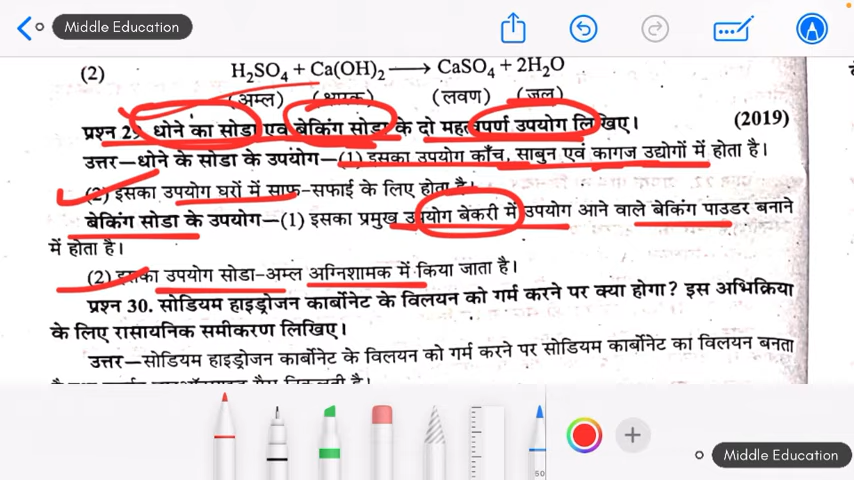 Middle Education
(2) H₂SO₄ + Ca(OH)₂ ⟶ CaSO₄ + 2H₂O
(अम्ल) (क्षारक) (लवण) (जल)
प्रश्न 29. धोने का सोडा एवं बेकिंग सोडा के दो महत्वपूर्ण उपयोग लिखिए। (2019)
उत्तर—धोने के सोडा के उपयोग—(1) इसका उपयोग काँच, साबुन एवं कागज उद्योगों में होता है।
(2) इसका उपयोग घरों में साफ-सफाई के लिए होता है।
बेकिंग सोडा के उपयोग—(1) इसका प्रमुख उपयोग बेकरी में उपयोग आने वाले बेकिंग पाउडर बनाने
में होता है।
(2) इसका उपयोग सोडा-अम्ल अग्निशामक में किया जाता है।
प्रश्न 30. सोडियम हाइड्रोजन कार्बोनेट के विलयन को गर्म करने पर क्या होगा? इस अभिक्रिया
के लिए रासायनिक समीकरण लिखिए।
उत्तर—सोडियम हाइड्रोजन कार्बोनेट के विलयन को गर्म करने पर सोडियम कार्बोनेट का विलयन बनता
50
Middle Education